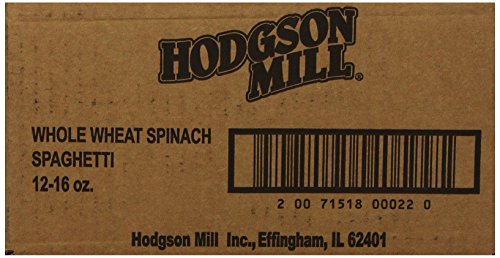 HODGSON
MILL®
WHOLE WHEAT SPINACH
SPAGHETTI
12-16 oz.
2 00 71518 00022 0
Hodgson Mill Inc., Effingham, IL 62401